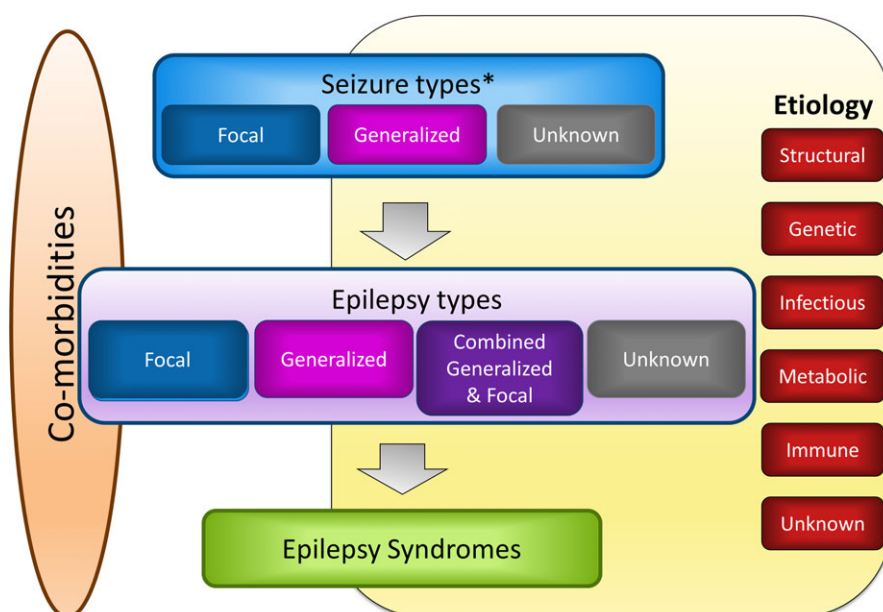 Co-morbidities
Seizure types*
Focal
Generalized
Unknown
Epilepsy types
Focal
Generalized
Combined
Generalized
& Focal
Unknown
Epilepsy Syndromes
Etiology
Structural
Genetic
Infectious
Metabolic
Immune
Unknown